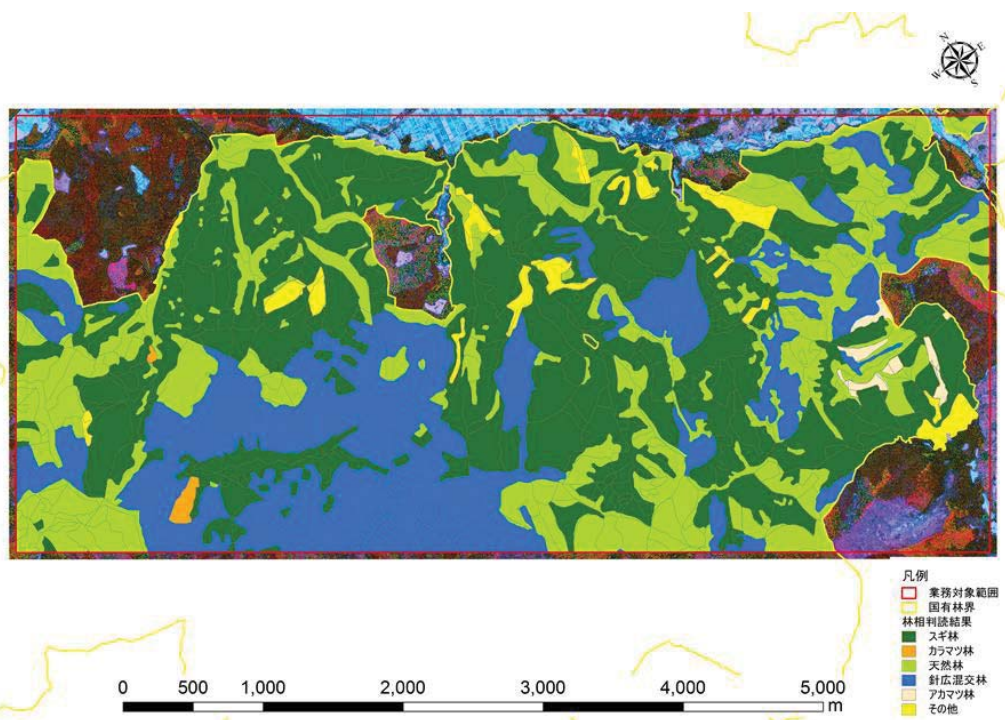 N
E
W
S
凡例
業務対象範囲
国有林界
林相判読結果
スギ林
カラマツ林
天然林
針広混交林
アカマツ林
その他
0 500 1,000 2,000 3,000 4,000 5,000
m